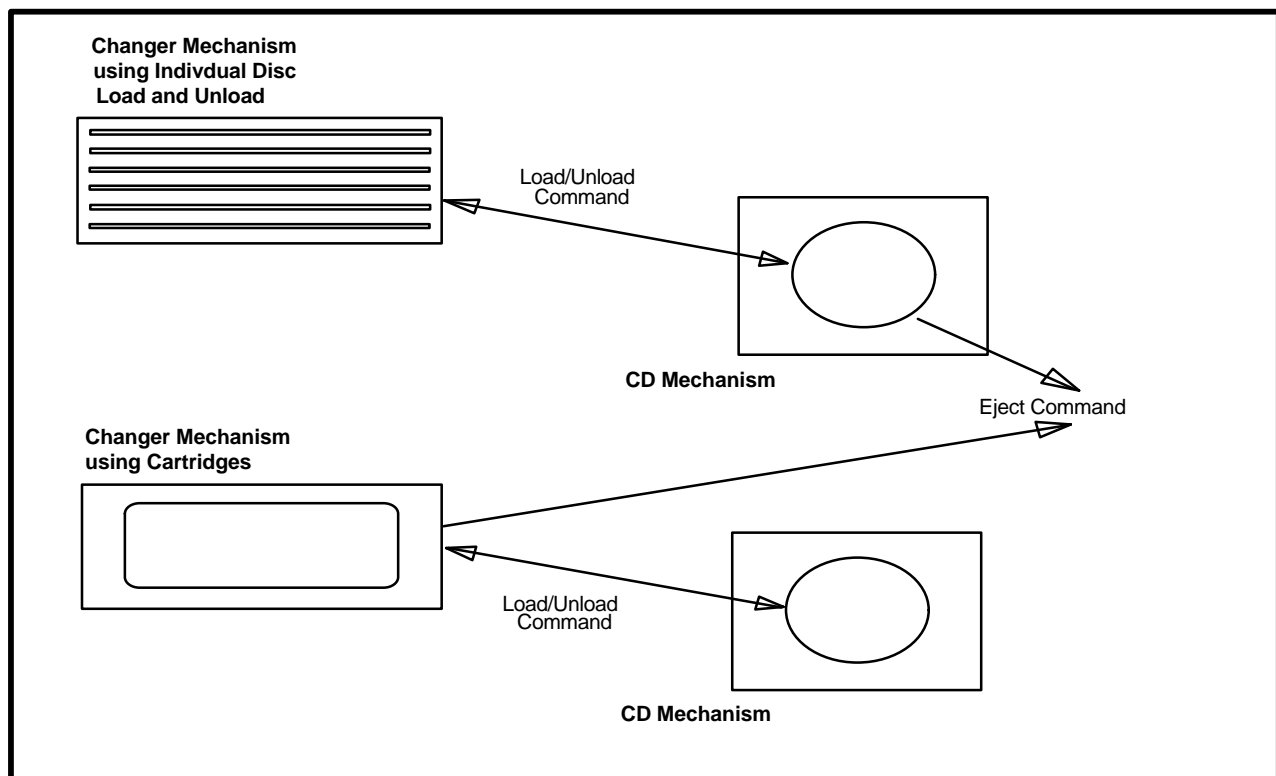 Changer Mechanism
using Indivdual Disc
Load and Unload
Load/Unload
Command
CD Mechanism
Eject Command
Changer Mechanism
using Cartridges
Load/Unload
Command
CD Mechanism